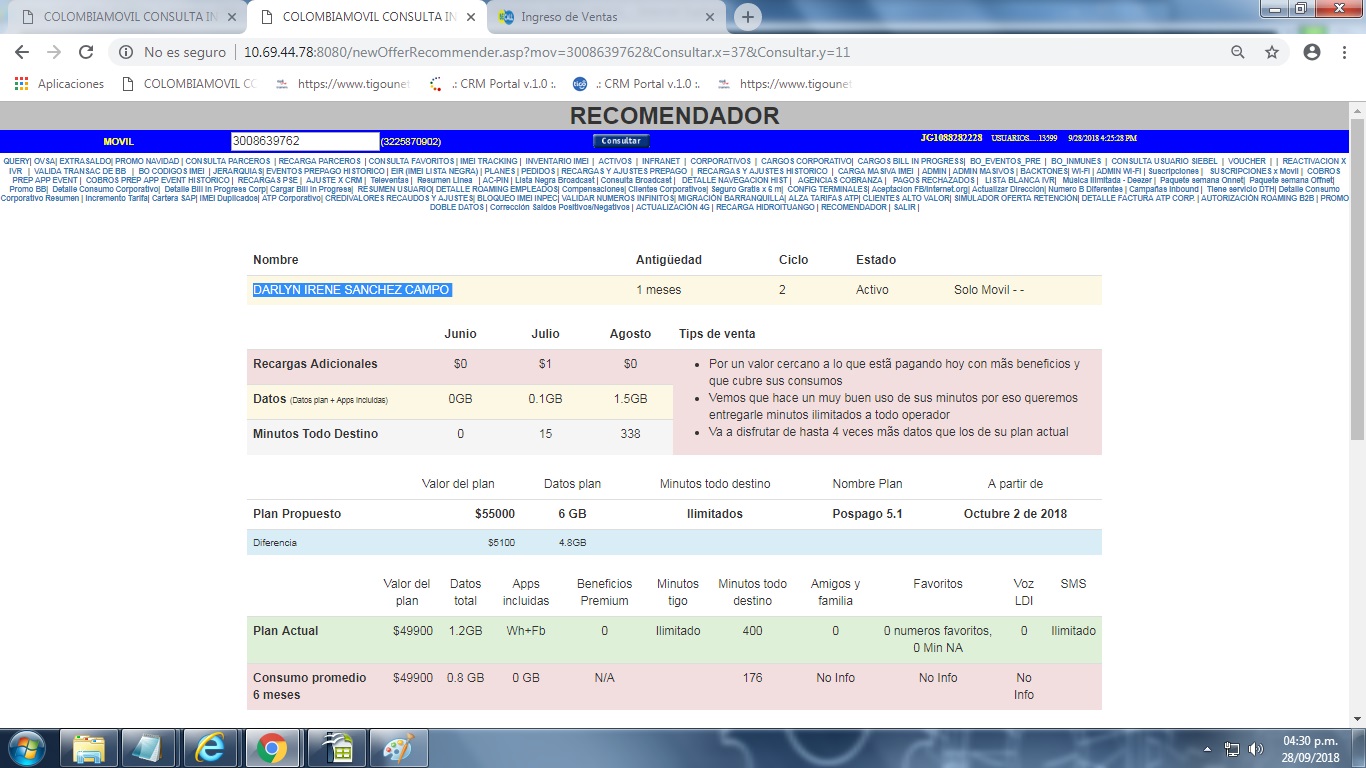 COLOMBIAMOVIL CONSULTA IN
COLOMBIAMOVIL CONSULTA IN
Ingreso de Ventas
No es seguro | 10.69.44.78:8080/newOfferRecommender.asp?mov=3008639762&Consultar.x=37&Consultar.y=11
Aplicaciones COLOMBIAMOVIL CO https://www.tigounet .: CRM Portal v.1.0 :. .: CRM Portal v.1.0 :. https://www.tigounet
RECOMENDADOR
MOVIL 3008639762 (3225870902) Consultar JG1088282228 USUARIOS.....13599 9/28/2018 4:25:28 PM
QUERY| OVSA| EXTRASALDO| PROMO NAVIDAD | CONSULTA PARCEROS | RECARGA PARCEROS | CONSULTA FAVORITOS | IMEI TRACKING | INVENTARIO IMEI | ACTIVOS | INFRANET | CORPORATIVOS | CARGOS CORPORATIVO| CARGOS BILL IN PROGRESS| BO_EVENTOS_PRE | BO_INMUNES | CONSULTA USUARIO SIEBEL | VOUCHER | | REACTIVACION X
IVR | VALIDA TRANSAC DE BB | BO CODIGOS IMEI | JERARQUIAS| EVENTOS PREPAGO HISTORICO | EIR (IMEI LISTA NEGRA) | PLANES | PEDIDOS | RECARGAS Y AJUSTES PREPAGO | RECARGAS Y AJUSTES HISTORICO | CARGA MASIVA IMEI | ADMIN | ADMIN MASIVOS | BACKTONES| WI-FI | ADMIN WI-FI | Suscripciones | SUSCRIPCIONES x Movil | COBROS
PREP APP EVENT | COBROS PREP APP EVENT HISTORICO | RECARGAS PSE | AJUSTE X CRM | Televentas | Resumen Linea | AC-PIN | Lista Negra Broadcast | Consulta Broadcast | DETALLE NAVEGACION HIST | AGENCIAS COBRANZA | PAGOS RECHAZADOS | LISTA BLANCA IVR| Música Ilimitada - Deezer | Paquete semana Onnet| Paquete semana Offnet|
Promo BB| Detalle Consumo Corporativo| Detalle Bill in Progress Corp| Cargar Bill in Progress| RESUMEN USUARIO| DETALLE ROAMING EMPLEADOS| Compensaciones| Clientes Corporativos| Seguro Gratis x 6 m| CONFIG TERMINALES| Aceptacion FB/Internet.org| Actualizar Dirección| Numero B Diferentes | Campañas Inbound | Tiene servicio DTH| Detalle Consumo
Corporativo Resumen | Incremento Tarifa| Cartera SAP| IMEI Duplicados| ATP Corporativo| CREDIVALORES RECAUDOS Y AJUSTES| BLOQUEO IMEI INPEC| VALIDAR NUMEROS INFINITOS| MIGRACIÓN BARRANQUILLA| ALZA TARIFAS ATP| CLIENTES ALTO VALOR| SIMULADOR OFERTA RETENCIÓN| DETALLE FACTURA ATP CORP. | AUTORIZACIÓN ROAMING B2B | PROMO
DOBLE DATOS | Corrección Saldos Positivos/Negativos | ACTUALIZACIÓN 4G | RECARGA HIDROITUANGO | RECOMENDADOR | SALIR |
Nombre Antigüedad Ciclo Estado
DARLYN IRENE SANCHEZ CAMPO 1 meses 2 Activo Solo Movil - -
Junio Julio Agosto Tips de venta
Recargas Adicionales $0 $1 $0
Datos (Datos plan + Apps incluidas) 0GB 0.1GB 1.5GB
Minutos Todo Destino 0 15 338
• Por un valor cercano a lo que estã pagando hoy con mãs beneficios y
que cubre sus consumos
• Vemos que hace un muy buen uso de sus minutos por eso queremos
entregarle minutos ilimitados a todo operador
• Va a disfrutar de hasta 4 veces mãs datos que los de su plan actual
Valor del plan Datos plan Minutos todo destino Nombre Plan A partir de
Plan Propuesto $55000 6 GB Ilimitados Pospago 5.1 Octubre 2 de 2018
Diferencia $5100 4.8GB
Valor del Datos Apps Beneficios Minutos Minutos todo Amigos y Favoritos Voz SMS
plan total incluidas Premium tigo destino familia LDI
Plan Actual $49900 1.2GB Wh+Fb 0 Ilimitado 400 0 0 numeros favoritos, 0 Ilimitado
0 Min NA
Consumo promedio $49900 0.8 GB 0 GB N/A 176 No Info No Info No
6 meses Info
04:30 p.m.
28/09/2018